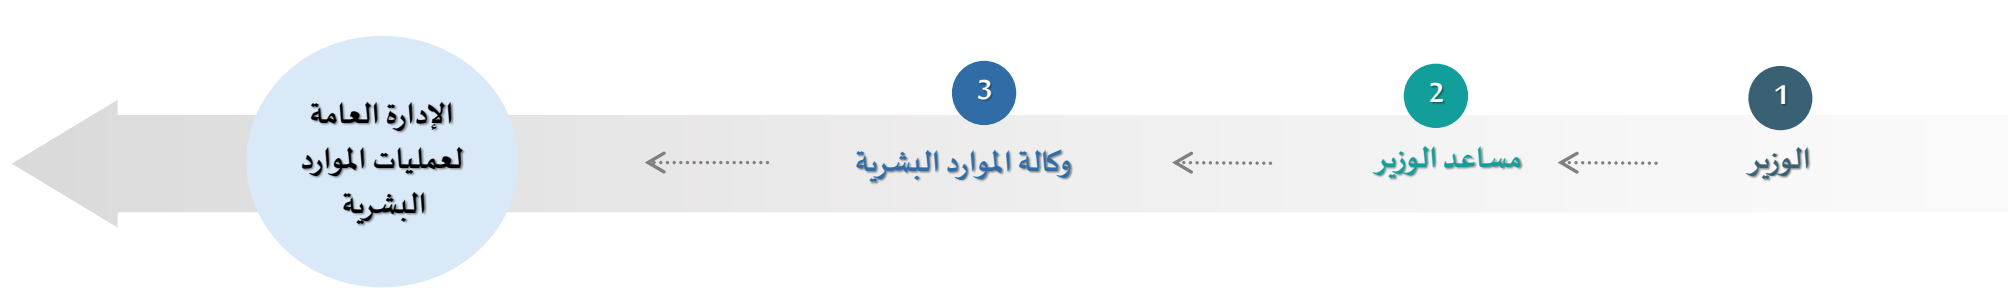 1
الوزير
2
مساعد الوزير
3
وكالة الموارد البشرية
الإدارة العامة
لعمليات الموارد
البشرية